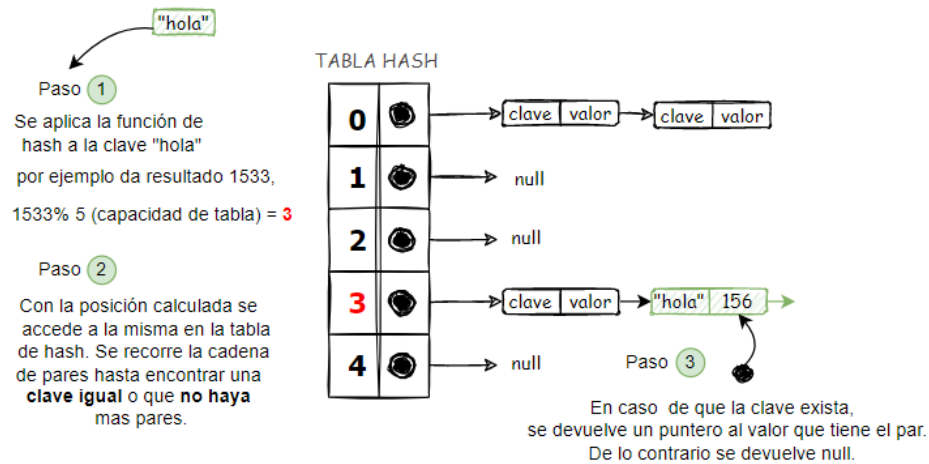 "hola"
Paso 1
Se aplica la función de
hash a la clave "hola"
por ejemplo da resultado 1533,
1533% 5 (capacidad de tabla) = 3
Paso 2
Con la posición calculada se
accede a la misma en la tabla
de hash. Se recorre la cadena
de pares hasta encontrar una
clave igual o que no haya
mas pares.
TABLA HASH
0 clave valor clave valor
1 null
2 null
3 clave valor "hola" 156
4 null
Paso 3
En caso de que la clave exista,
se devuelve un puntero al valor que tiene el par.
De lo contrario se devuelve null.